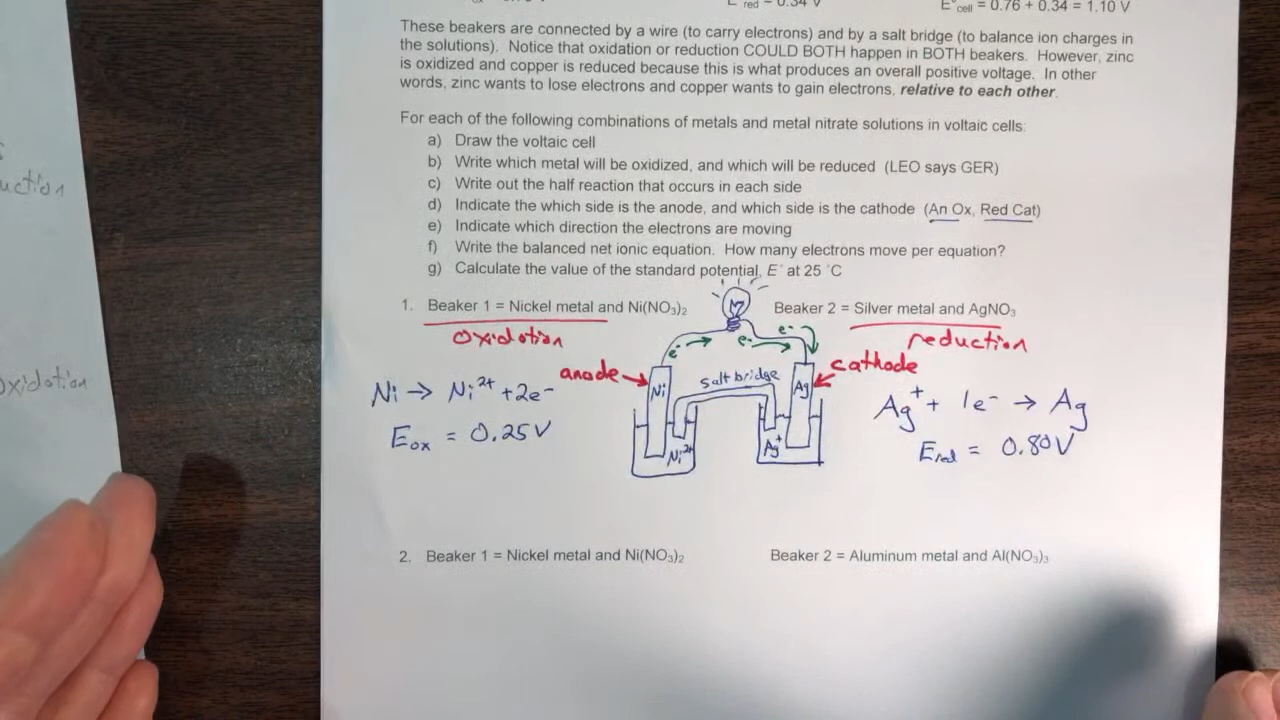 red = 0.34 V
E°cell = 0.76 + 0.34 = 1.10 V
These beakers are connected by a wire (to carry electrons) and by a salt bridge (to balance ion charges in
the solutions). Notice that oxidation or reduction COULD BOTH happen in BOTH beakers. However, zinc
is oxidized and copper is reduced because this is what produces an overall positive voltage. In other
words, zinc wants to lose electrons and copper wants to gain electrons, relative to each other.
For each of the following combinations of metals and metal nitrate solutions in voltaic cells:
a) Draw the voltaic cell
b) Write which metal will be oxidized, and which will be reduced (LEO says GER)
c) Write out the half reaction that occurs in each side
d) Indicate the which side is the anode, and which side is the cathode (An Ox, Red Cat)
e) Indicate which direction the electrons are moving
f) Write the balanced net ionic equation. How many electrons move per equation?
g) Calculate the value of the standard potential, E° at 25 °C
1. Beaker 1 = Nickel metal and Ni(NO₃)₂
Beaker 2 = Silver metal and AgNO₃
oxidation
reduction
e⁻ → e⁻ → e⁻
anode
cathode
salt bridge
Ni
Ag
Ni → Ni²⁺ + 2e⁻
Ag⁺ + 1e⁻ → Ag
Eox = 0.25V
Ered = 0.80V
Ni²⁺
Ag⁺
2. Beaker 1 = Nickel metal and Ni(NO₃)₂
Beaker 2 = Aluminum metal and Al(NO₃)₃
uction
oxidation